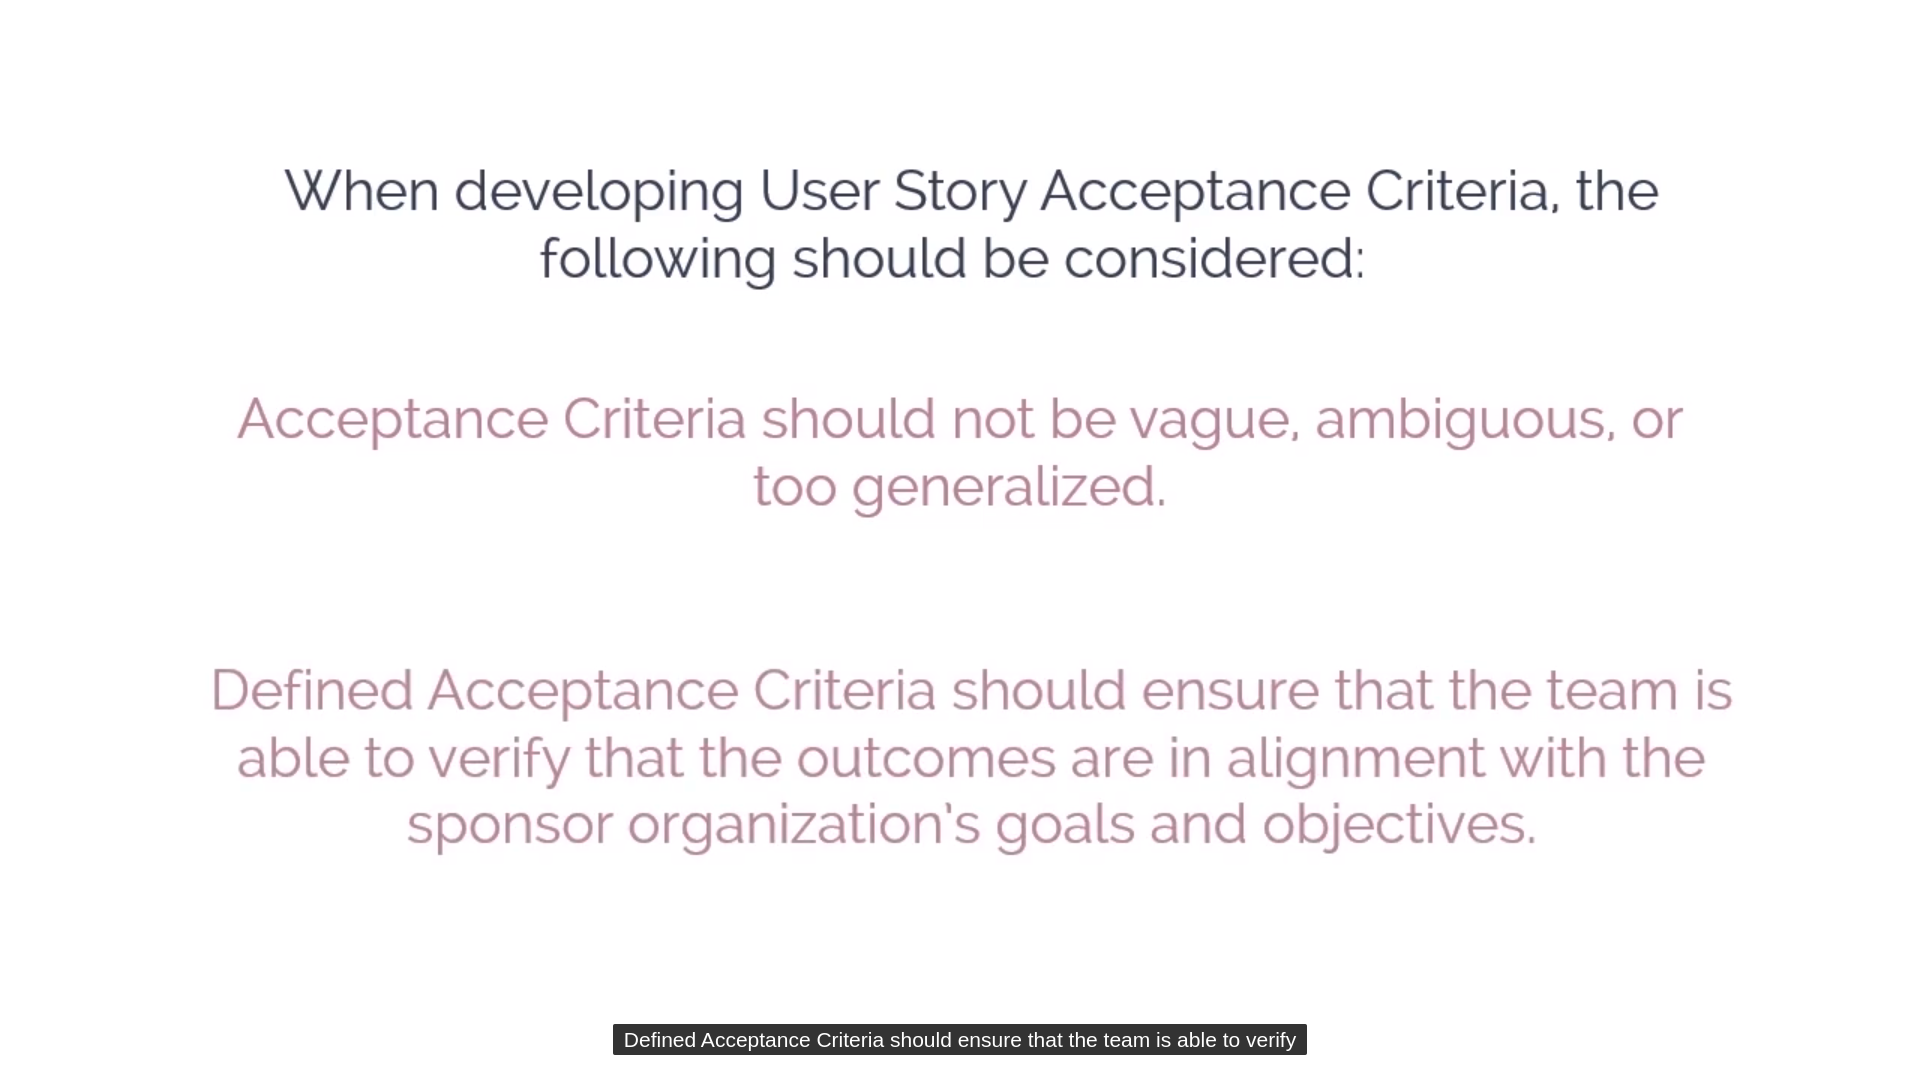 When developing User Story Acceptance Criteria, the
following should be considered:
Acceptance Criteria should not be vague, ambiguous, or
too generalized.
Defined Acceptance Criteria should ensure that the team is
able to verify that the outcomes are in alignment with the
sponsor organization's goals and objectives.
Defined Acceptance Criteria should ensure that the team is able to verify